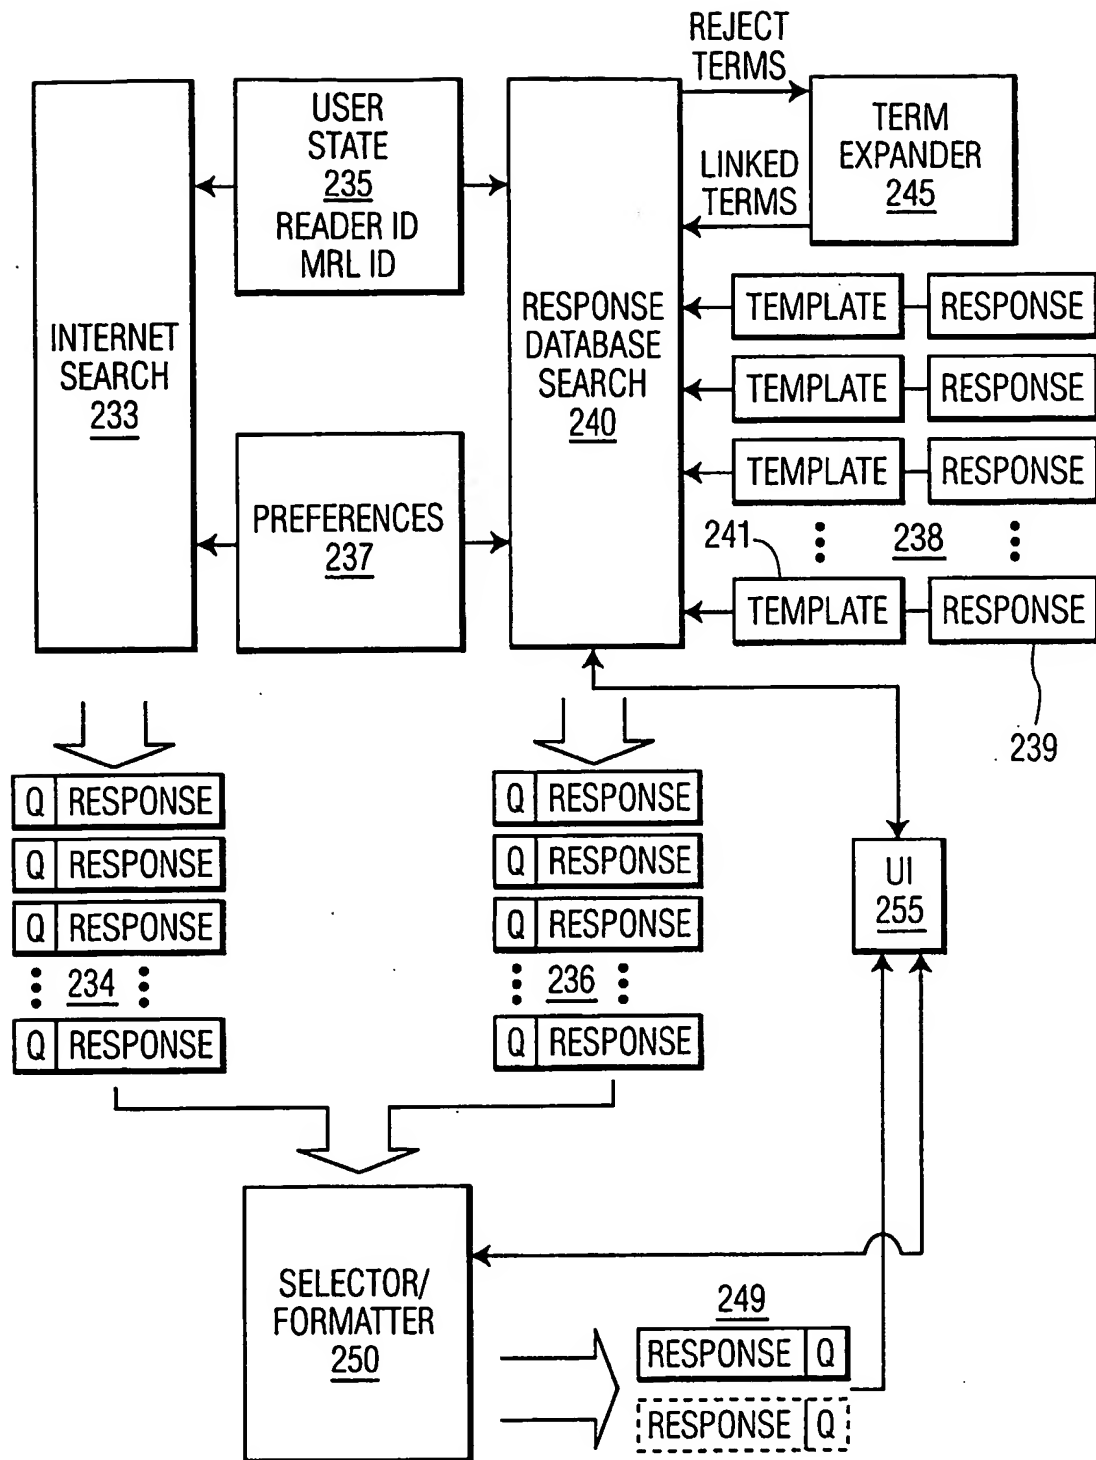 REJECT
TERMS
USER
STATE
235
READER ID
MRL ID
TERM
EXPANDER
245
LINKED
TERMS
INTERNET
SEARCH
233
RESPONSE
DATABASE
SEARCH
240
TEMPLATE
RESPONSE
TEMPLATE
RESPONSE
TEMPLATE
RESPONSE
PREFERENCES
237
241
238
TEMPLATE
RESPONSE
239
Q RESPONSE
Q RESPONSE
Q RESPONSE
234
Q RESPONSE
Q RESPONSE
Q RESPONSE
Q RESPONSE
236
Q RESPONSE
UI
255
SELECTOR/
FORMATTER
250
249
RESPONSE Q
RESPONSE Q